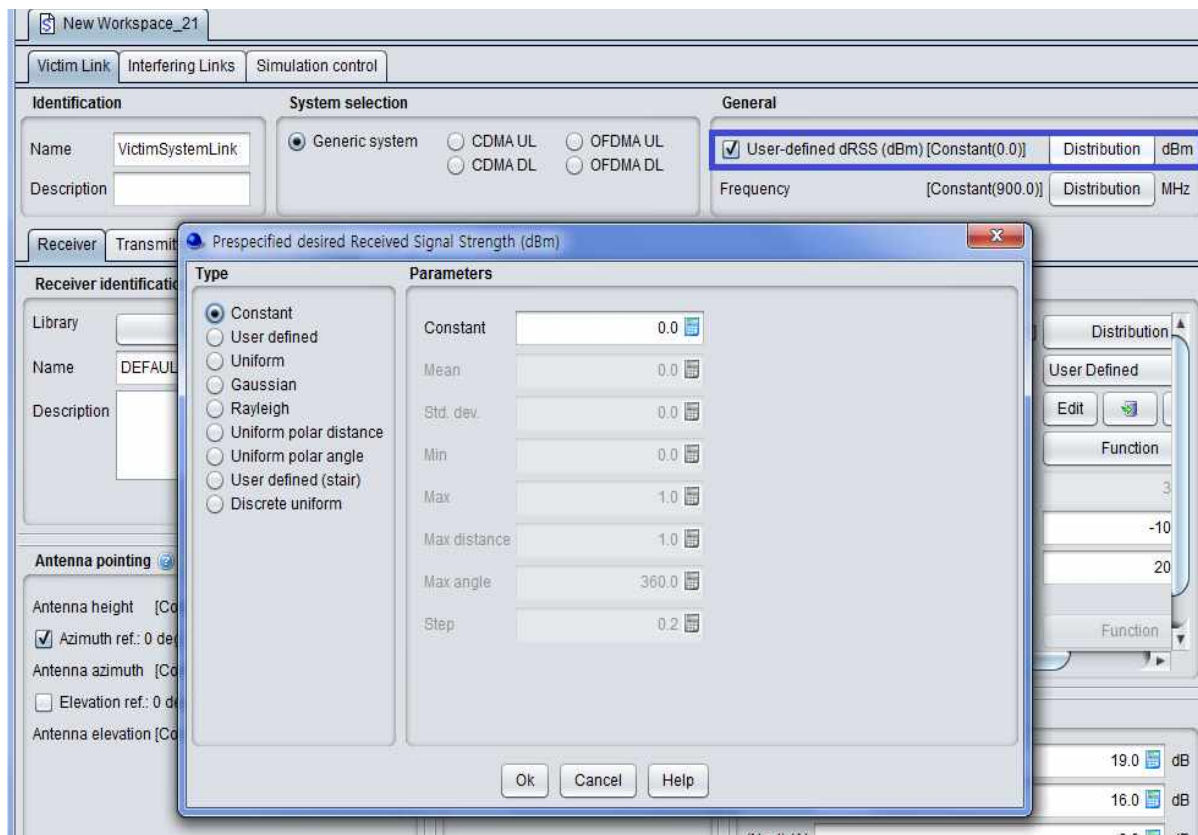 New Workspace_21
Victim Link Interfering Links Simulation control
Identification System selection General
Name VictimSystemLink Generic system CDMA UL OFDMA UL User-defined dRSS (dBm) [Constant(0.0)] Distribution dBm
CDMA DL OFDMA DL
Description Frequency [Constant(900.0)] Distribution MHz
Receiver Transmit
Prespecified desired Received Signal Strength (dBm)
Receiver identificatio
Library
Name DEFAUL
Description
Type Parameters
Constant
User defined
Uniform
Gaussian
Rayleigh
Uniform polar distance
Uniform polar angle
User defined (stair)
Discrete uniform
Constant 0.0
Mean 0.0
Std. dev. 0.0
Min 0.0
Max 1.0
Max distance 1.0
Max angle 360.0
Step 0.2
Ok Cancel Help
Distribution
User Defined
Edit
Function
3
-10
20
Function
Antenna pointing
Antenna height [Co
Azimuth ref.: 0 deg
Antenna azimuth [Co
Elevation ref.: 0 de
Antenna elevation [Co
19.0 dB
16.0 dB